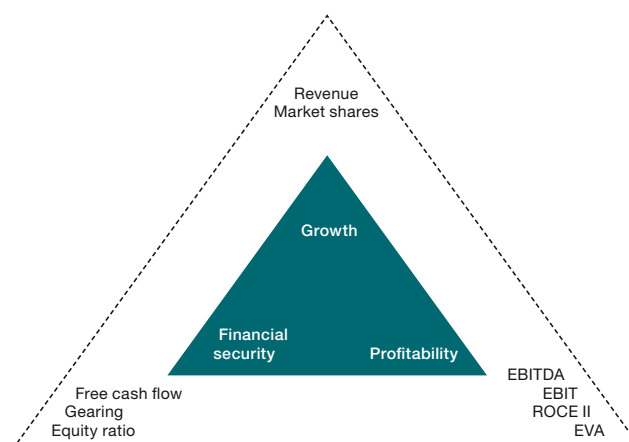 Revenue
Market shares
Growth
Financial
security
Profitability
Free cash flow
Gearing
Equity ratio
EBITDA
EBIT
ROCE II
EVA